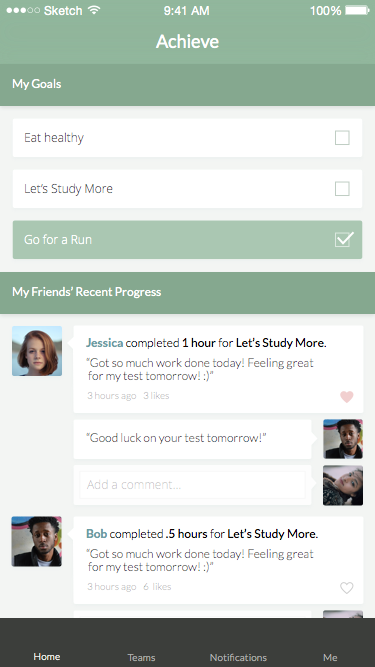 Sketch 9:41 AM 100%
Achieve
My Goals
Eat healthy
Let's Study More
Go for a Run
My Friends' Recent Progress
Jessica completed 1 hour for Let's Study More.
"Got so much work done today! Feeling great
for my test tomorrow! :)"
3 hours ago 3 likes
"Good luck on your test tomorrow!"
Add a comment...
Bob completed .5 hours for Let's Study More.
"Got so much work done today! Feeling great
for my test tomorrow! :)"
3 hours ago 6 likes
Home Teams Notifications Me